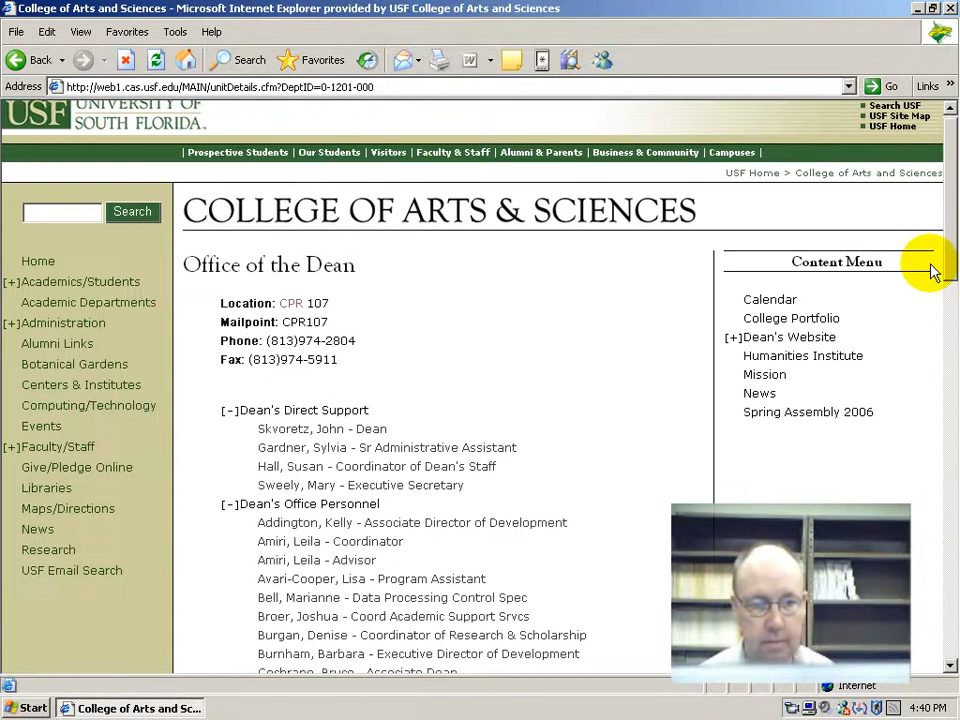 College of Arts and Sciences - Microsoft Internet Explorer provided by USF College of Arts and Sciences
File Edit View Favorites Tools Help
Back Search Favorites
Address http://web1.cas.usf.edu/MAIN/unitDetails.cfm?DeptID=0-1201-000 Go Links »
USF UNIVERSITY OF
SOUTH FLORIDA
Search USF
USF Site Map
USF Home
| Prospective Students | Our Students | Visitors | Faculty & Staff | Alumni & Parents | Business & Community | Campuses |
USF Home > College of Arts and Sciences
Search
Home
[+]Academics/Students
Academic Departments
[+]Administration
Alumni Links
Botanical Gardens
Centers & Institutes
Computing/Technology
Events
[+]Faculty/Staff
Give/Pledge Online
Libraries
Maps/Directions
News
Research
USF Email Search
COLLEGE OF ARTS & SCIENCES
Office of the Dean
Location: CPR 107
Mailpoint: CPR107
Phone: (813)974-2804
Fax: (813)974-5911
[-]Dean's Direct Support
Skvoretz, John - Dean
Gardner, Sylvia - Sr Administrative Assistant
Hall, Susan - Coordinator of Dean's Staff
Sweely, Mary - Executive Secretary
[-]Dean's Office Personnel
Addington, Kelly - Associate Director of Development
Amiri, Leila - Coordinator
Amiri, Leila - Advisor
Avari-Cooper, Lisa - Program Assistant
Bell, Marianne - Data Processing Control Spec
Broer, Joshua - Coord Academic Support Srvcs
Burgan, Denise - Coordinator of Research & Scholarship
Burnham, Barbara - Executive Director of Development
Cochrane, Bruce - Associate Dean
Content Menu
Calendar
College Portfolio
[+]Dean's Website
Humanities Institute
Mission
News
Spring Assembly 2006
Internet
Start College of Arts and Sc... 4:40 PM